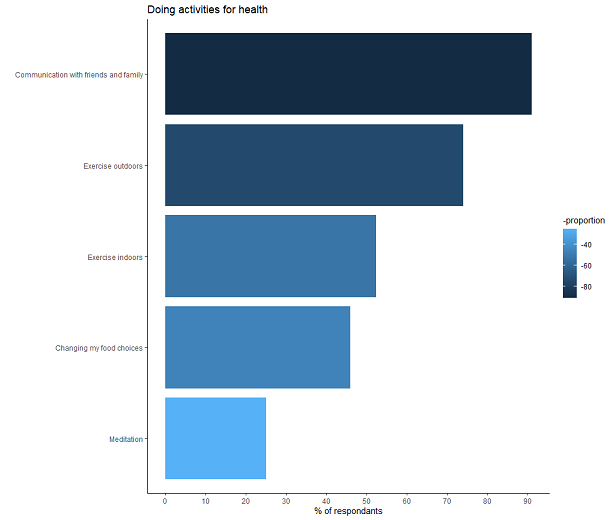 Doing activities for health
Communication with friends and family
Exercise outdoors
Exercise indoors
Changing my food choices
Meditation
0 10 20 30 40 50 60 70 80 90
% of respondants
-proportion
-40
-60
-80